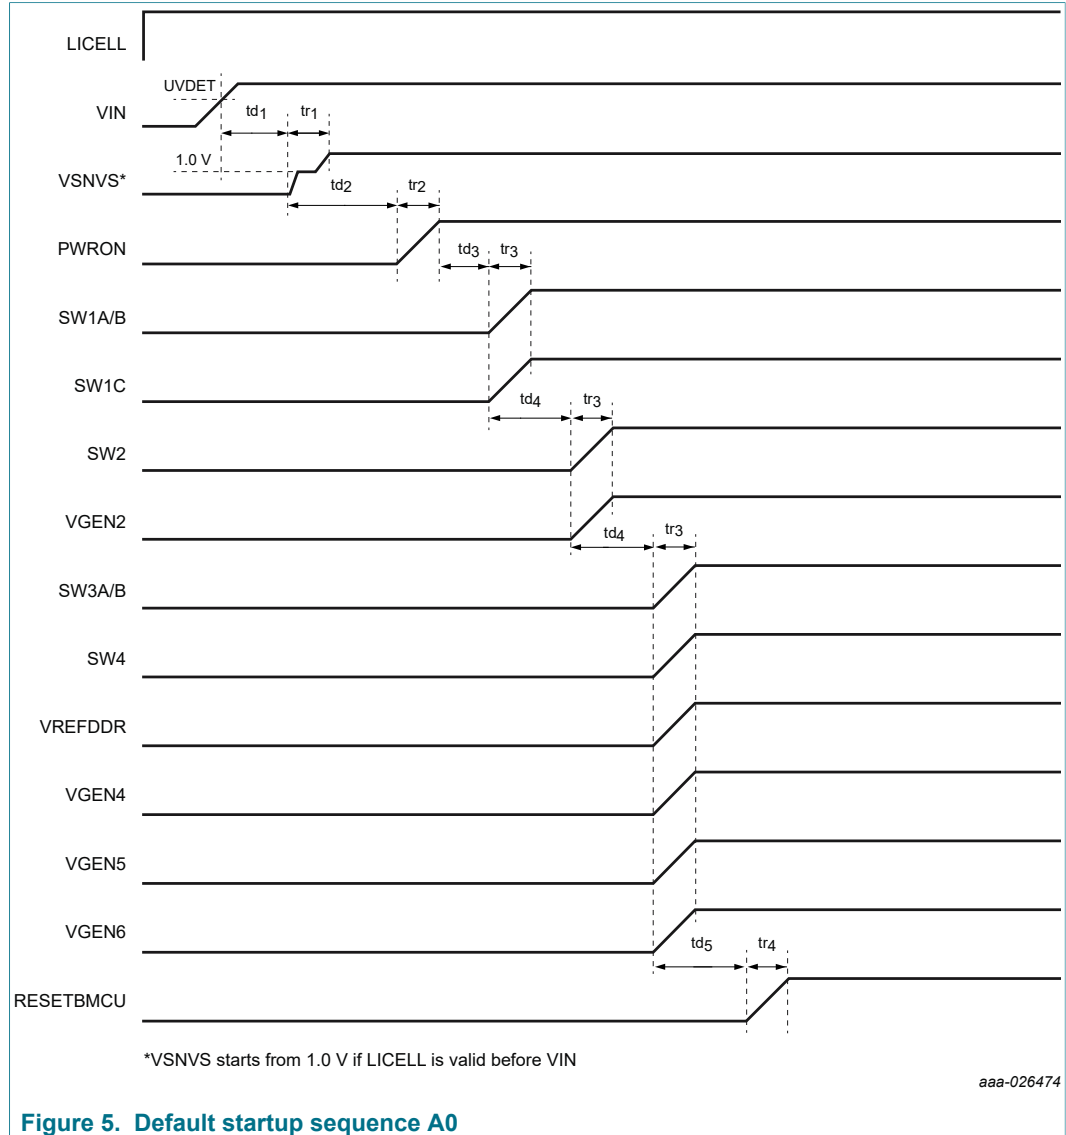 LICELL
UVDET
VIN
td1 tr1
1.0 V
VSNVS*
td2 tr2
PWRON
td3 tr3
SW1A/B
SW1C
td4 tr3
SW2
VGEN2
td4 tr3
SW3A/B
SW4
VREFDDR
VGEN4
VGEN5
VGEN6
td5 tr4
RESETBMCU
*VSNVS starts from 1.0 V if LICELL is valid before VIN
aaa-026474
Figure 5. Default startup sequence A0